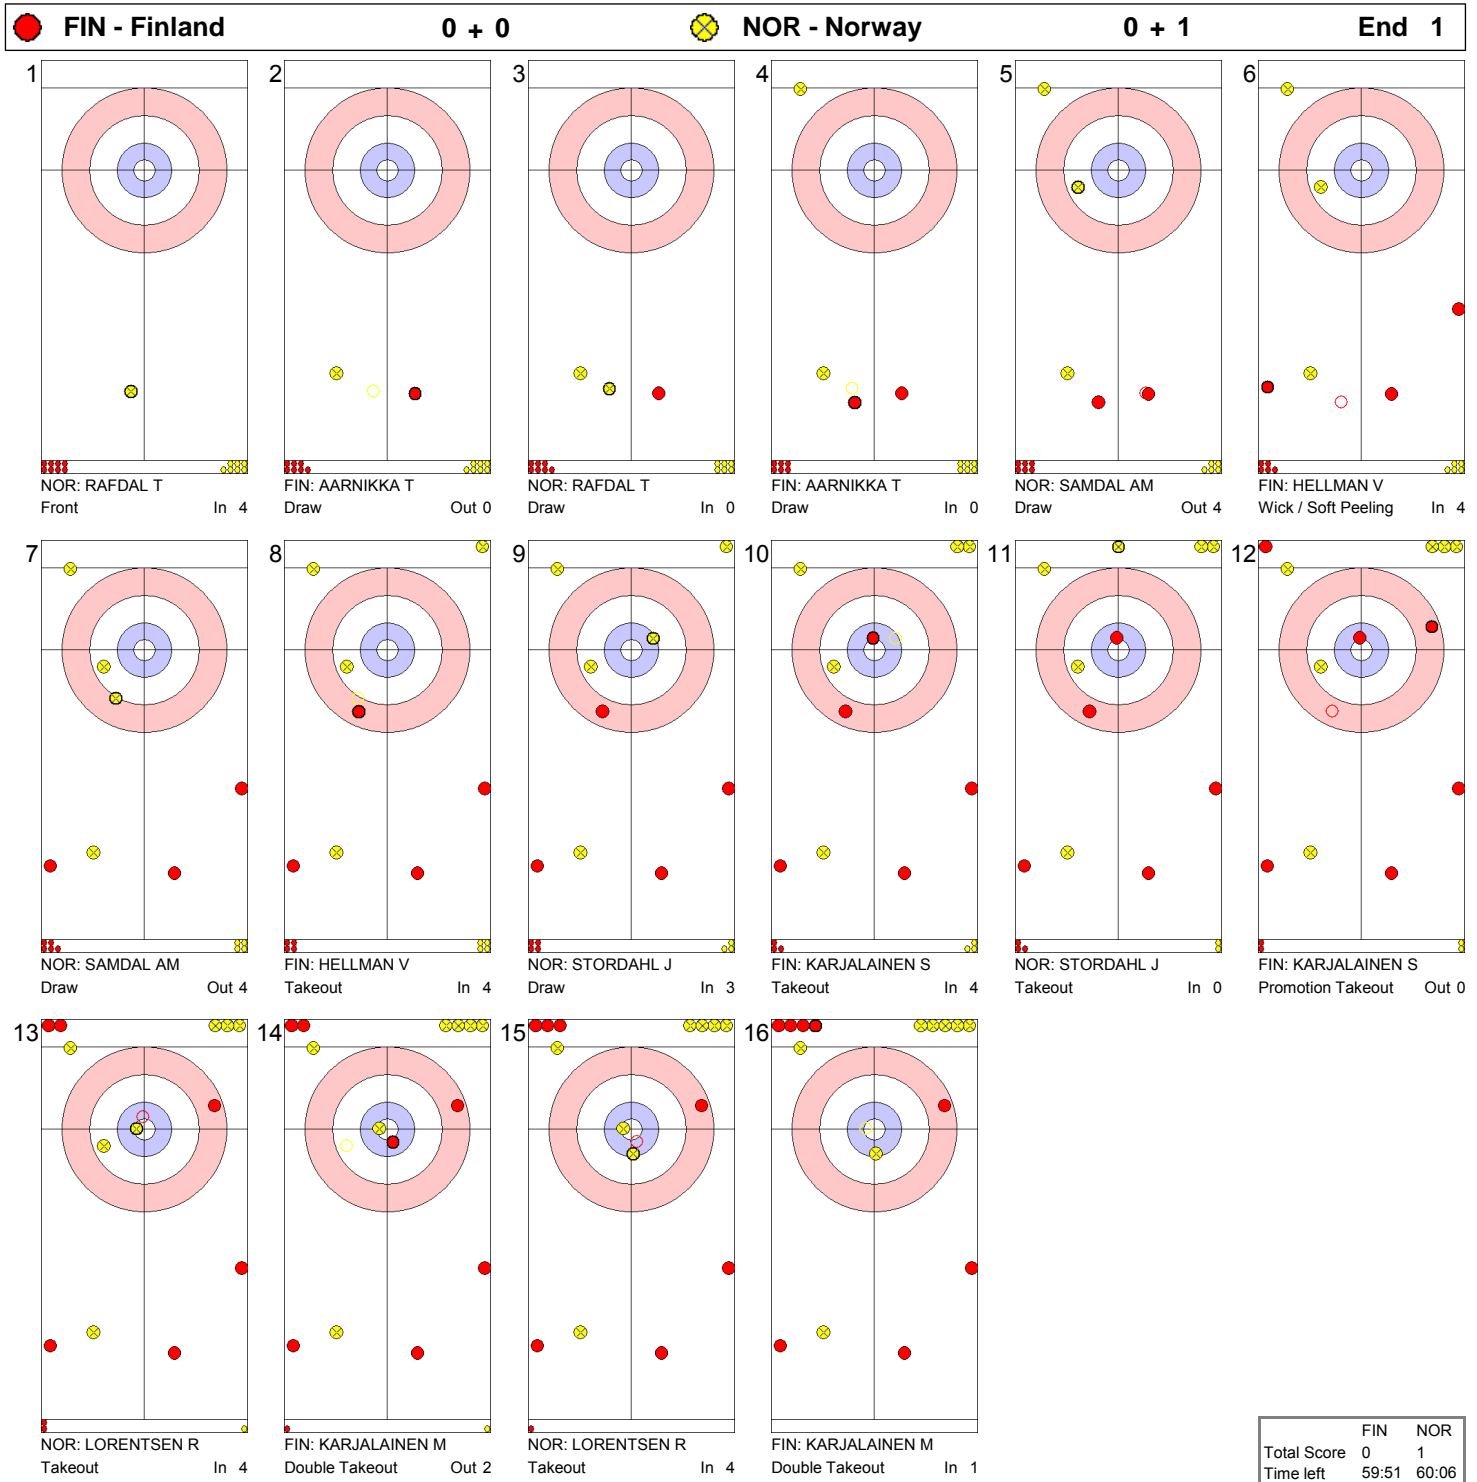 FIN - Finland 0 + 0 NOR - Norway 0 + 1 End 1
1 2 3 4 5 6
NOR: RAFDAL T FIN: AARNIKKA T NOR: RAFDAL T FIN: AARNIKKA T NOR: SAMDAL AM FIN: HELLMAN V
Front In 4 Draw Out 0 Draw In 0 Draw In 0 Draw Out 4 Wick / Soft Peeling In 4
7 8 9 10 11 12
NOR: SAMDAL AM FIN: HELLMAN V NOR: STORDAHL J FIN: KARJALAINEN S NOR: STORDAHL J FIN: KARJALAINEN S
Draw Out 4 Takeout In 4 Draw In 3 Takeout In 4 Takeout In 0 Promotion Takeout Out 0
13 14 15 16
NOR: LORENTSEN R FIN: KARJALAINEN M NOR: LORENTSEN R FIN: KARJALAINEN M
Takeout In 4 Double Takeout Out 2 Takeout In 4 Double Takeout In 1
FIN NOR
Total Score 0 1
Time left 59:51 60:06